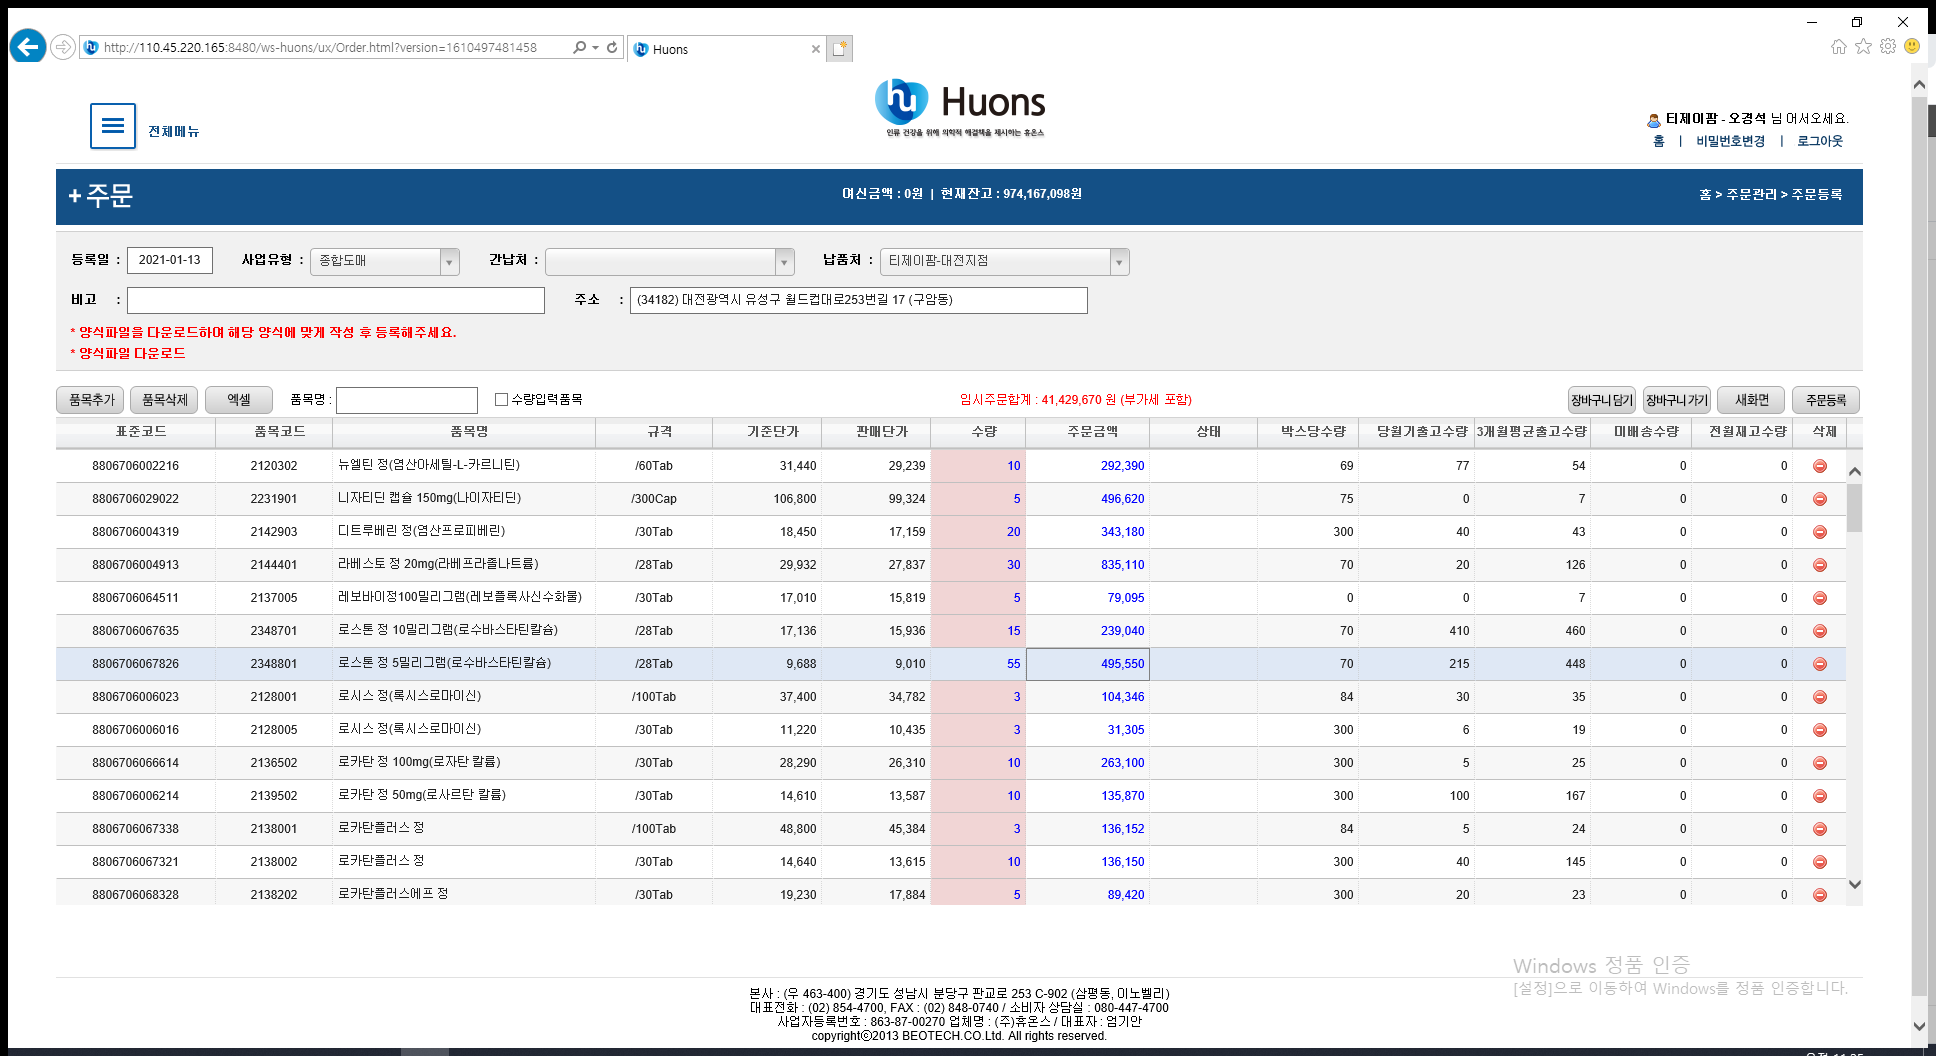 http://110.45.220.165:8480/ws-huons/ux/Order.html?version=1610497481458
Huons
hu Huons
인류 건강을 위해 의학적 해결책을 제시하는 휴온스
전체메뉴
티제이팜 - 오경석 님 어서오세요.
홈 | 비밀번호변경 | 로그아웃
+ 주문
여신금액 : 0원 | 현재잔고 : 974,167,098원
홈 > 주문관리 > 주문등록
등록일 : 2021-01-13 사업유형 : 종합도매 간납처 : 납품처 : 티제이팜-대전지점
비고 : 주소 : (34182) 대전광역시 유성구 월드컵대로253번길 17 (구암동)
* 양식파일을 다운로드하여 해당 양식에 맞게 작성 후 등록해주세요.
* 양식파일 다운로드
품목추가 품목삭제 엑셀 품목명 : 수량입력품목 임시주문합계 : 41,429,670 원 (부가세 포함) 장바구니담기 장바구니가기 새화면 주문등록
표준코드 품목코드 품목명 규격 기준단가 판매단가 수량 주문금액 상태 박스당수량 당월기출고수량 3개월평균출고수량 미배송수량 전월재고수량 삭제
8806706002216 2120302 뉴엘틴 정(염산아세틸-L-카르니틴) /60Tab 31,440 29,239 10 292,390 69 77 54 0 0
8806706029022 2231901 니자티딘 캡슐 150mg(나이자티딘) /300Cap 106,800 99,324 5 496,620 75 0 7 0 0
8806706004319 2142903 디트루베린 정(염산프로피베린) /30Tab 18,450 17,159 20 343,180 300 40 43 0 0
8806706004913 2144401 라베스토 정 20mg(라베프라졸나트륨) /28Tab 29,932 27,837 30 835,110 70 20 126 0 0
8806706064511 2137005 레보바이정100밀리그램(레보플록사신수화물) /30Tab 17,010 15,819 5 79,095 0 0 7 0 0
8806706067635 2348701 로스톤 정 10밀리그램(로수바스타틴칼슘) /28Tab 17,136 15,936 15 239,040 70 410 460 0 0
8806706067826 2348801 로스톤 정 5밀리그램(로수바스타틴칼슘) /28Tab 9,688 9,010 55 495,550 70 215 448 0 0
8806706006023 2128001 로시스 정(록시스로마이신) /100Tab 37,400 34,782 3 104,346 84 30 35 0 0
8806706006016 2128005 로시스 정(록시스로마이신) /30Tab 11,220 10,435 3 31,305 300 6 19 0 0
8806706066614 2136502 로카탄 정 100mg(로자탄 칼륨) /30Tab 28,290 26,310 10 263,100 300 5 25 0 0
8806706006214 2139502 로카탄 정 50mg(로사르탄 칼륨) /30Tab 14,610 13,587 10 135,870 300 100 167 0 0
8806706067338 2138001 로카탄플러스 정 /100Tab 48,800 45,384 3 136,152 84 5 24 0 0
8806706067321 2138002 로카탄플러스 정 /30Tab 14,640 13,615 10 136,150 300 40 145 0 0
8806706068328 2138202 로카탄플러스에프 정 /30Tab 19,230 17,884 5 89,420 300 20 23 0 0
Windows 정품 인증
[설정]으로 이동하여 Windows를 정품 인증합니다.
본사 : (우 463-400) 경기도 성남시 분당구 판교로 253 C-902 (삼평동, 이노벨리)
대표전화 : (02) 854-4700, FAX : (02) 848-0740 / 소비자 상담실 : 080-447-4700
사업자등록번호 : 863-87-00270 업체명 : (주)휴온스 / 대표자 : 엄기안
copyrightⓒ2013 BEOTECH.CO.Ltd. All rights reserved.